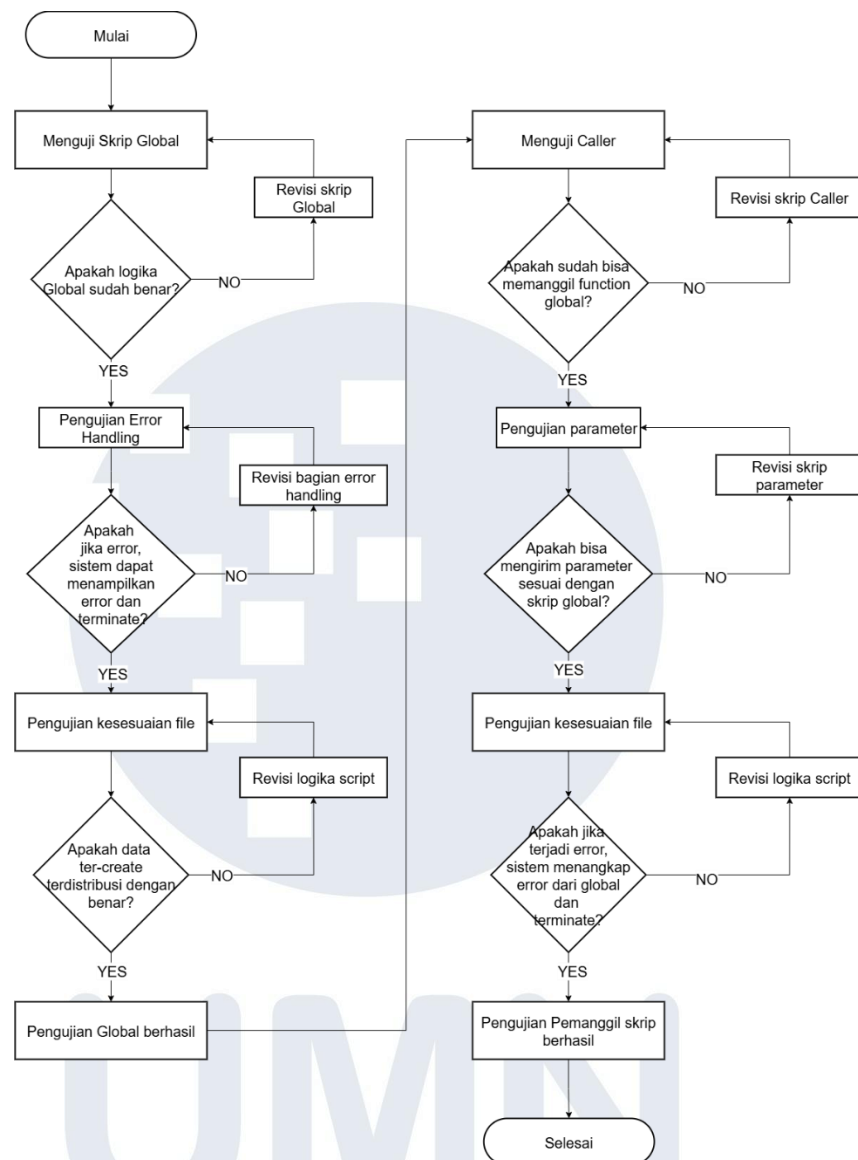 Mulai
Menguji Skrip Global
Revisi skrip
Global
Apakah logika
Global sudah benar?
NO
YES
Pengujian Error
Handling
Revisi bagian error
handling
Apakah
jika error,
sistem dapat
menampilkan
error dan
terminate?
NO
YES
Pengujian kesesuaian file
Revisi logika script
Apakah data
ter-create
terdistribusi dengan
benar?
NO
YES
Pengujian Global berhasil
Menguji Caller
Revisi skrip Caller
Apakah sudah bisa
memanggil function
global?
NO
YES
Pengujian parameter
Revisi skrip
parameter
Apakah bisa
mengirim parameter
sesuai dengan
skrip global?
NO
YES
Pengujian kesesuaian file
Revisi logika script
Apakah jika
terjadi error,
sistem menangkap
error dari global
dan
terminate?
NO
YES
Pengujian Pemanggil skrip
berhasil
Selesai
UMN